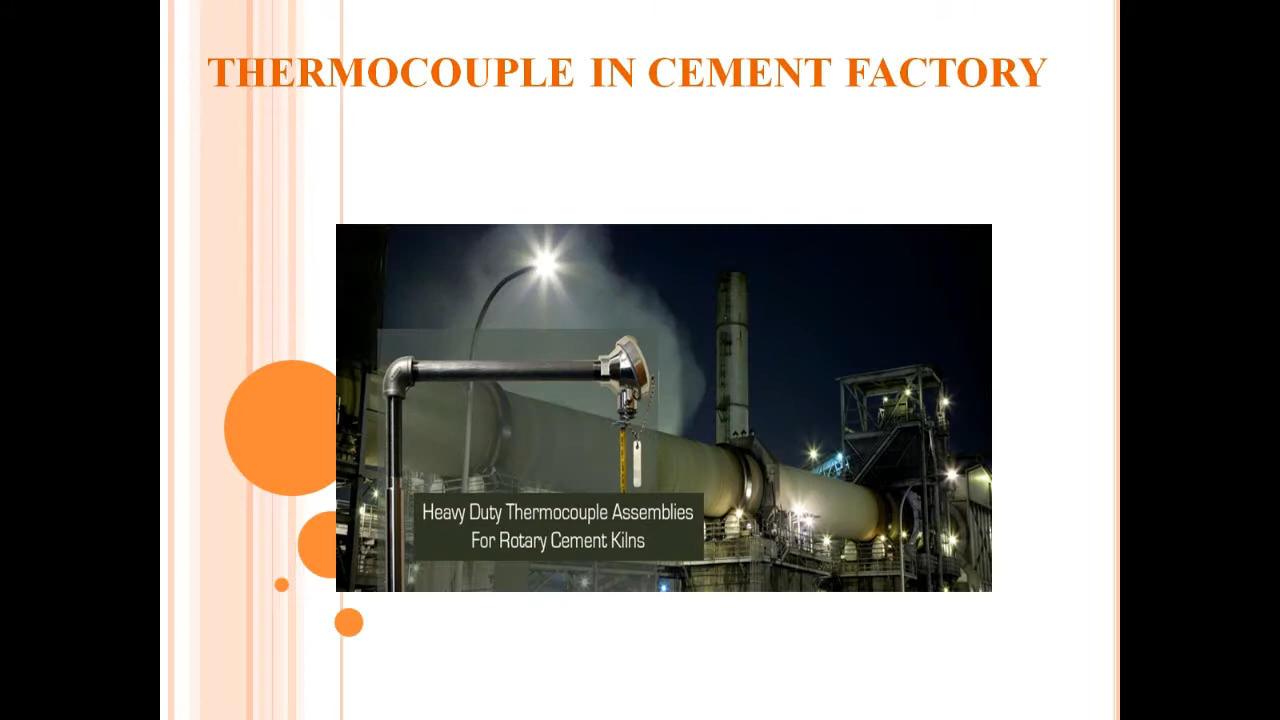 THERMOCOUPLE IN CEMENT FACTORY
Heavy Duty Thermocouple Assemblies
For Rotary Cement Kilns